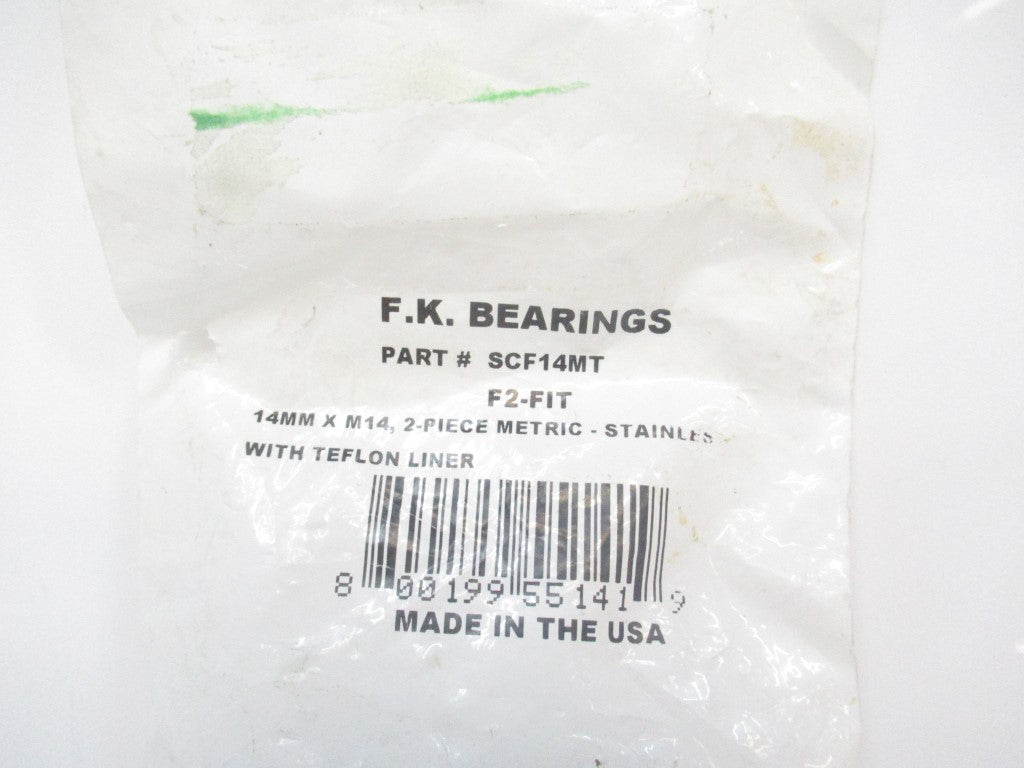 F.K. BEARINGS
PART # SCF14MT
F2-FIT
14MM X M14, 2-PIECE METRIC - STAINLES
WITH TEFLON LINER
8 00199 55141 9
MADE IN THE USA